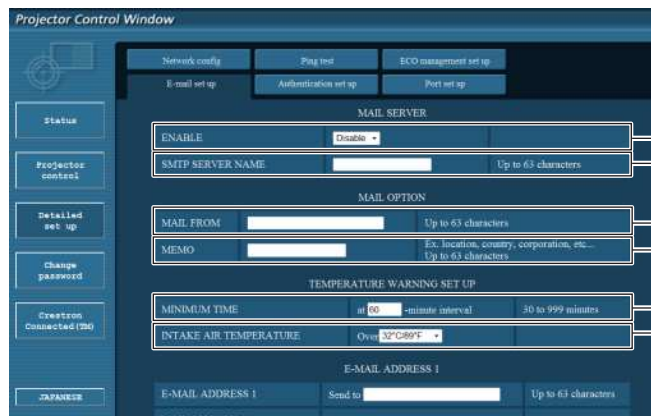 Projector Control Window
Network config
Ping test
ECO management set up
E-mail set up
Authentication set up
Port set up
Status
Projector
control
Detailed
set up
Change
password
Crestron
Connected(TM)
JAPANESE
MAIL SERVER
ENABLE
Disable
SMTP SERVER NAME
Up to 63 characters
MAIL OPTION
MAIL FROM
Up to 63 characters
MEMO
Ex. location, country, corporation, etc...
Up to 63 characters
TEMPERATURE WARNING SET UP
MINIMUM TIME
at 60 -minute interval
30 to 999 minutes
INTAKE AIR TEMPERATURE
Over 32°C/89°F
E-MAIL ADDRESS 1
E-MAIL ADDRESS 1
Send to
Up to 63 characters